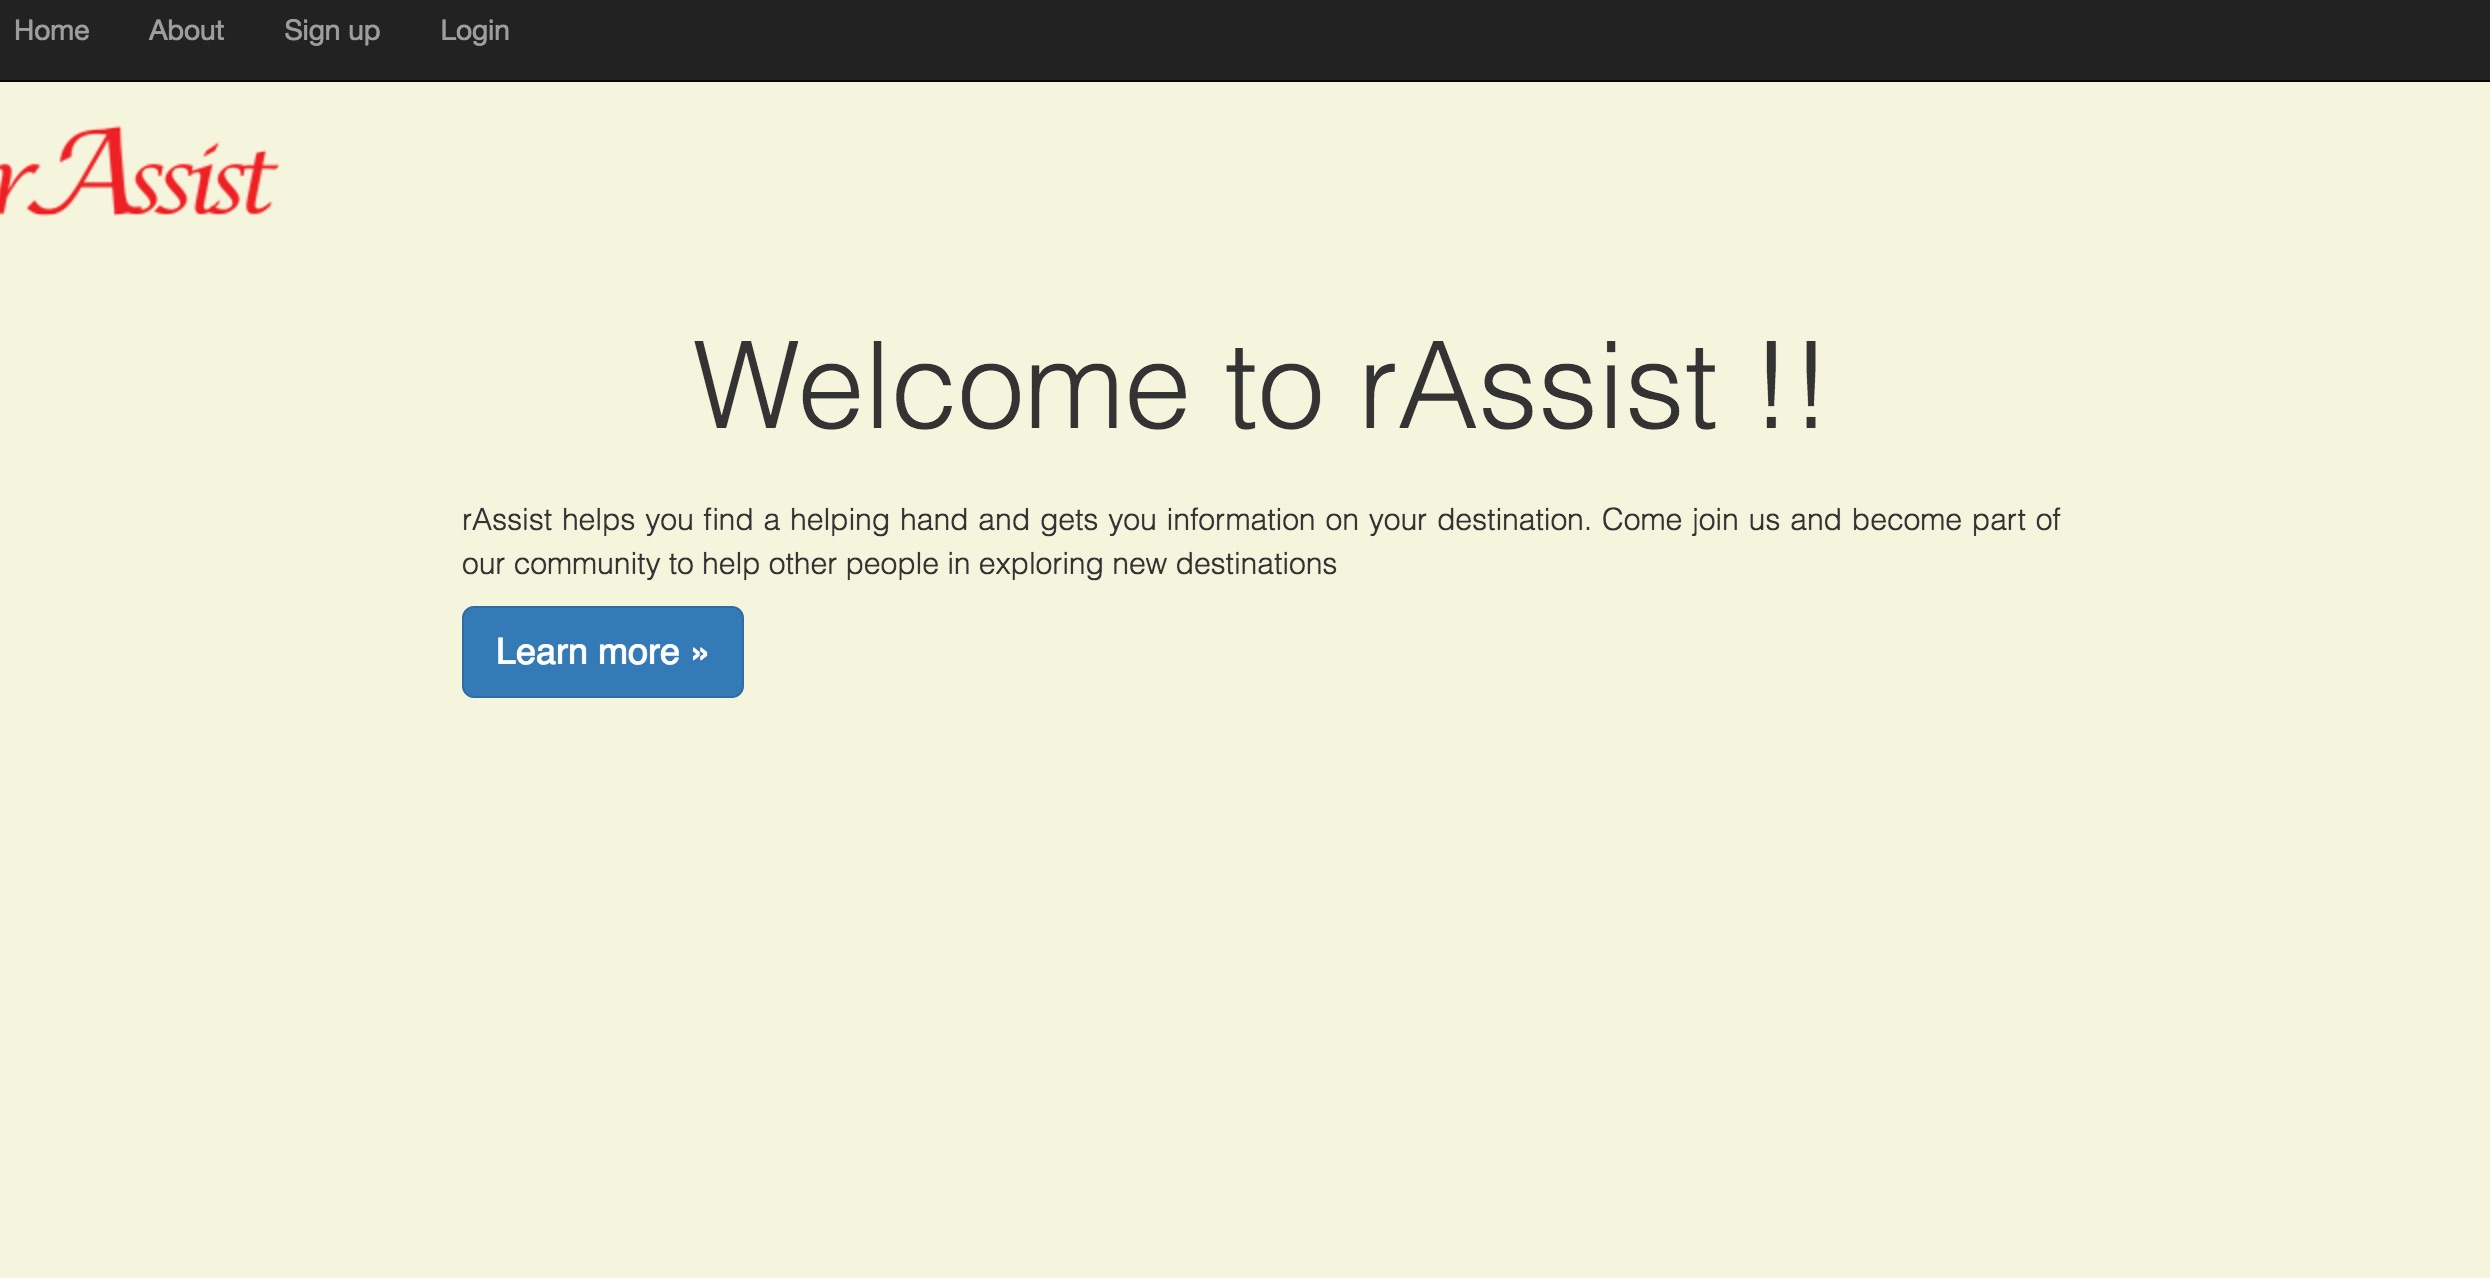 Home About Sign up Login
rAssist
Welcome to rAssist !!
rAssist helps you find a helping hand and gets you information on your destination. Come join us and become part of
our community to help other people in exploring new destinations
Learn more »